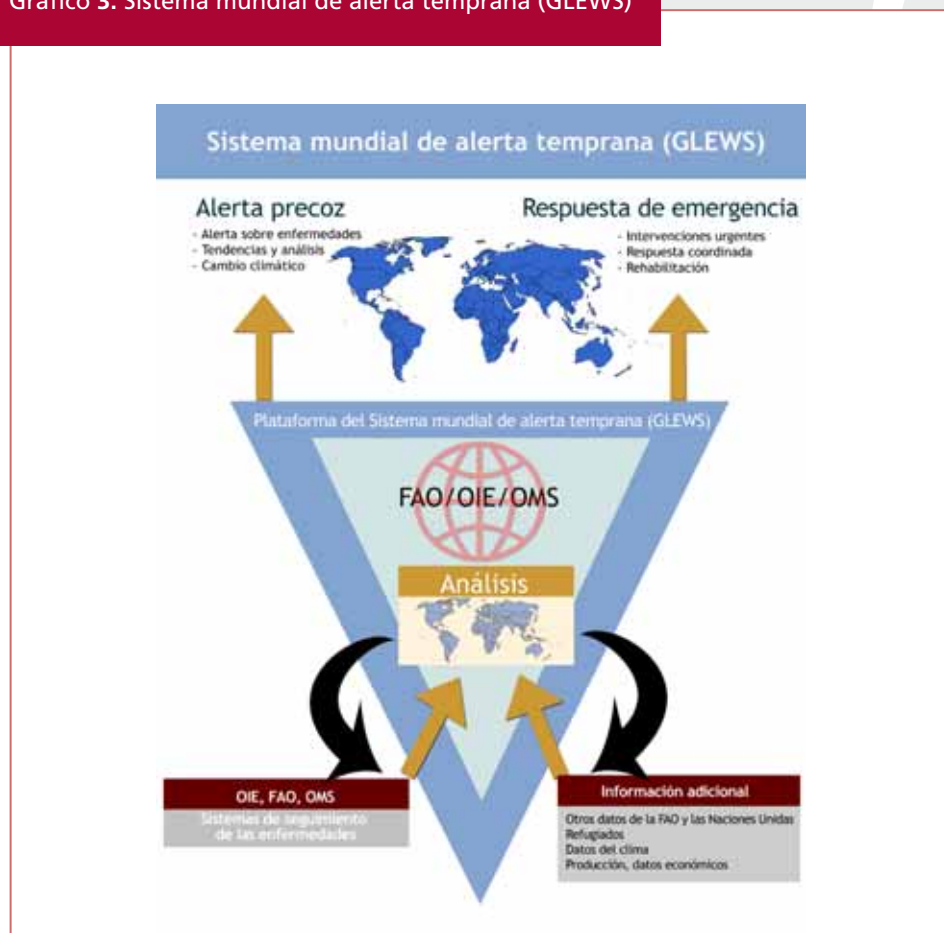 Gráfico 3. Sistema mundial de alerta temprana (GLEWS)
Sistema mundial de alerta temprana (GLEWS)
Alerta precoz
- Alerta sobre enfermedades
- Tendencias y análisis
- Cambio climático
Respuesta de emergencia
- Intervenciones urgentes
- Respuesta coordinada
- Rehabilitación
Plataforma del Sistema mundial de alerta temprana (GLEWS)
FAO/OIE/OMS
Análisis
OIE, FAO, OMS
Sistemas de seguimiento
de las enfermedades
Información adicional
Otros datos de la FAO y las Naciones Unidas
Refugiados
Datos del clima
Producción, datos económicos